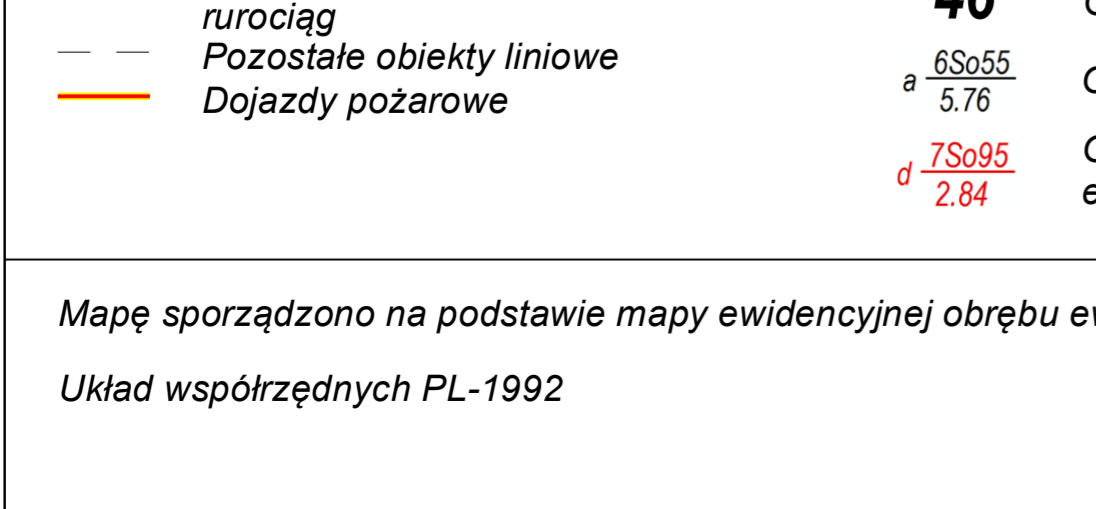 rurociąg
Pozostałe obiekty liniowe
Dojazdy pożarowe
a 6So55
5.76
d 7So95
2.84
Mapę sporządzono na podstawie mapy ewidencyjnej obrębu
Układ współrzędnych PL-1992